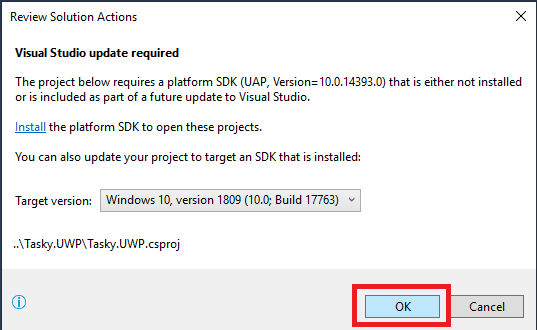 Review Solution Actions
Visual Studio update required
The project below requires a platform SDK (UAP, Version=10.0.14393.0) that is either not installed
or is included as part of a future update to Visual Studio.
Install the platform SDK to open these projects.
You can also update your project to target an SDK that is installed:
Target version: Windows 10, version 1809 (10.0; Build 17763)
..\Tasky.UWP\Tasky.UWP.csproj
OK Cancel